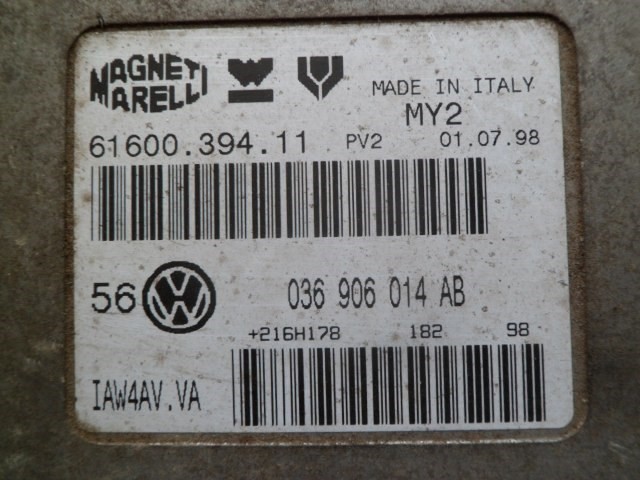 MAGNETI MARELLI
MADE IN ITALY
MY2
61600.394.11 PV2 01.07.98
56 036 906 014 AB
+216H178 182 98
IAW4AV.VA